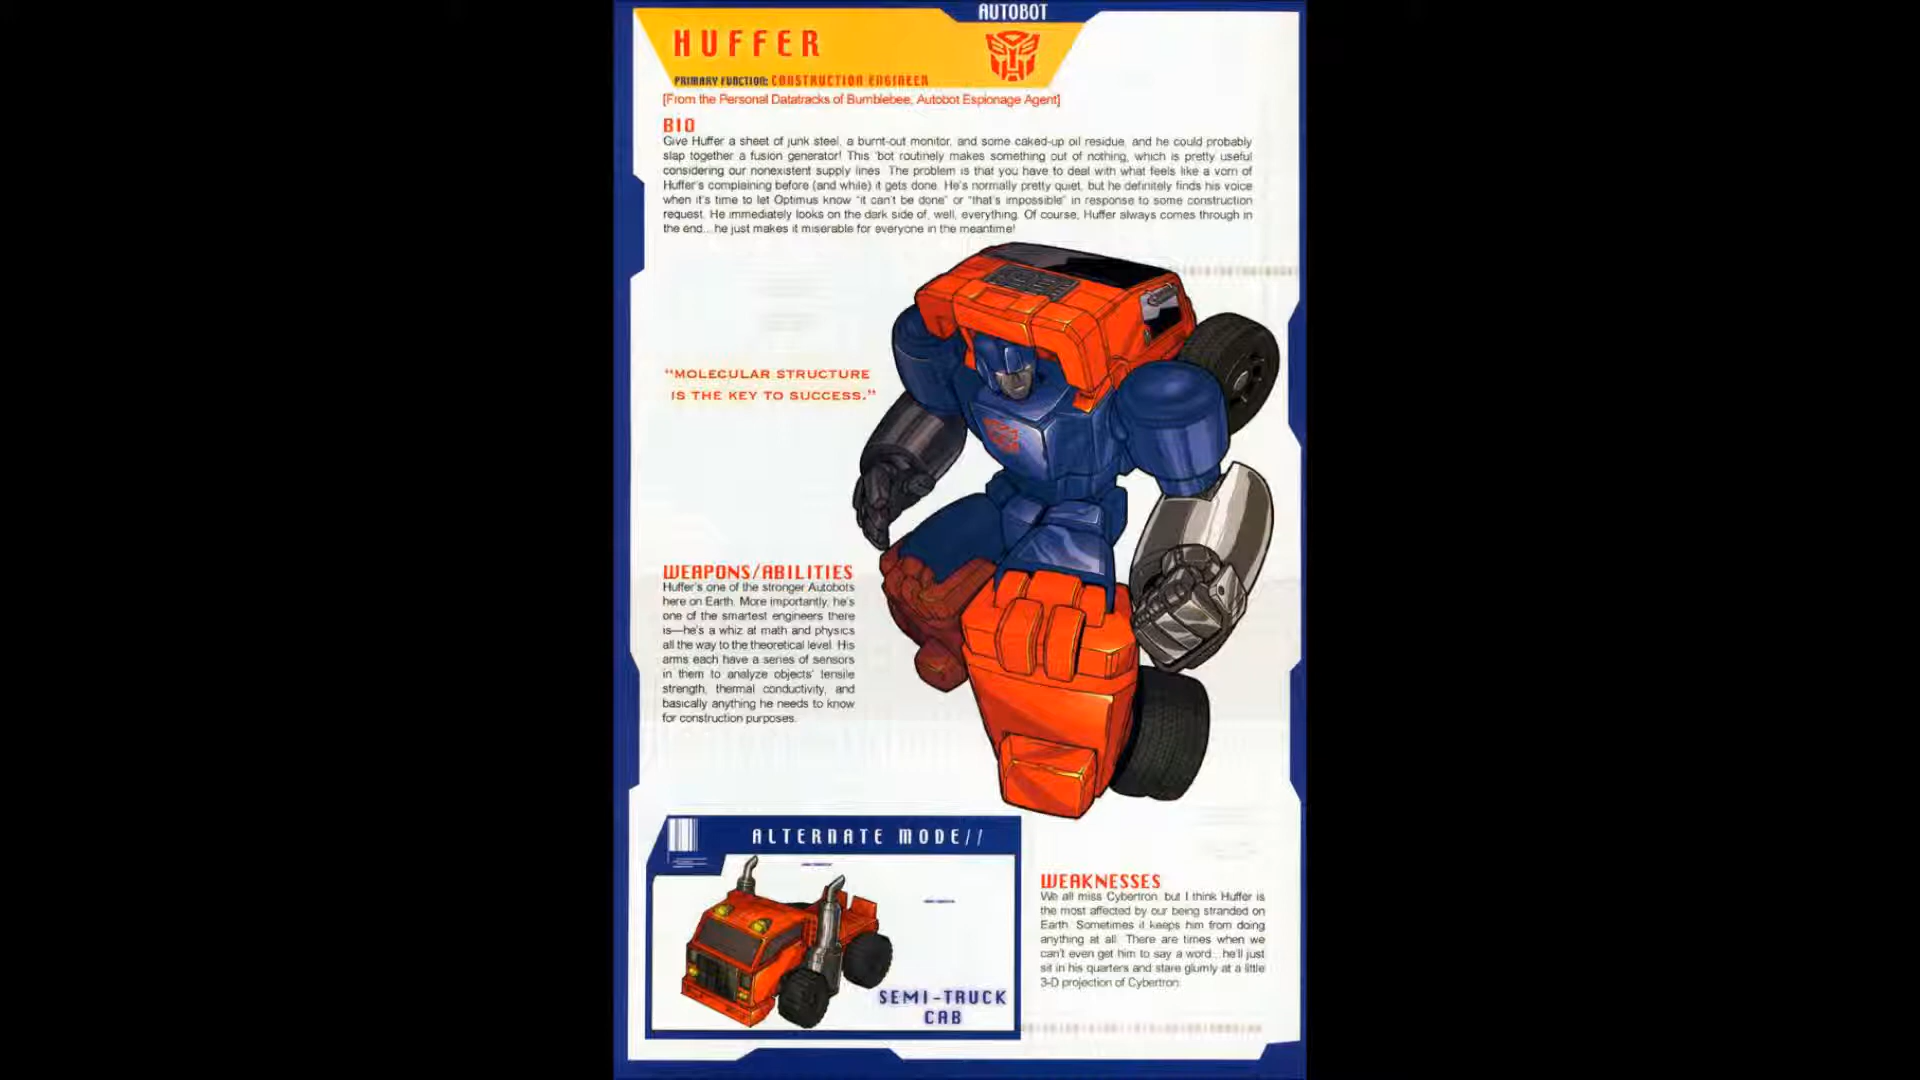 AUTOBOT
HUFFER
PRIMARY FUNCTION: CONSTRUCTION ENGINEER
[From the Personal Datatracks of Bumblebee, Autobot Espionage Agent]
BIO
Give Huffer a sheet of junk steel, a burnt-out monitor, and some caked-up oil residue, and he could probably
slap together a fusion generator! This 'bot routinely makes something out of nothing, which is pretty useful
considering our nonexistent supply lines. The problem is that you have to deal with what feels like a vorn of
Huffer's complaining before (and while) it gets done. He's normally pretty quiet, but he definitely finds his voice
when it's time to let Optimus know "it can't be done" or "that's impossible" in response to some construction
request. He immediately looks on the dark side of, well, everything. Of course, Huffer always comes through in
the end... he just makes it miserable for everyone in the meantime!
"MOLECULAR STRUCTURE
IS THE KEY TO SUCCESS."
WEAPONS/ABILITIES
Huffer's one of the stronger Autobots
here on Earth. More importantly, he's
one of the smartest engineers there
is—he's a whiz at math and physics
all the way to the theoretical level. His
arms each have a series of sensors
in them to analyze objects' tensile
strength, thermal conductivity, and
basically anything he needs to know
for construction purposes.
ALTERNATE MODE//
SEMI-TRUCK
CAB
WEAKNESSES
We all miss Cybertron, but I think Huffer is
the most affected by our being stranded on
Earth. Sometimes it keeps him from doing
anything at all. There are times when we
can't even get him to say a word... he'll just
sit in his quarters and stare glumly at a little
3-D projection of Cybertron.